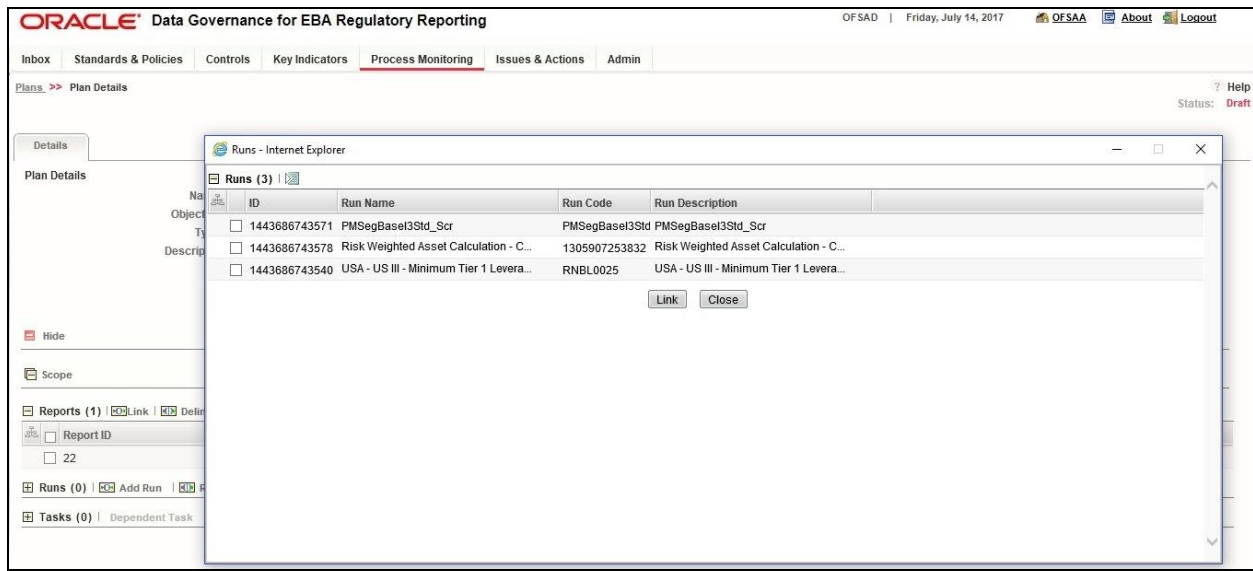 ORACLE® Data Governance for EBA Regulatory Reporting OFSAD | Friday, July 14, 2017 OFSAA About Logout
Inbox Standards & Policies Controls Key Indicators Process Monitoring Issues & Actions Admin
Plans >> Plan Details ? Help
Status: Draft
Details
Plan Details
Na
Object
Ty
Descrip
Hide
Scope
Reports (1) | Link | Delin
Report ID
22
Runs (0) | Add Run | R
Tasks (0) | Dependent Task
Runs - Internet Explorer
Runs (3) |
ID Run Name Run Code Run Description
1443686743571 PMSegBasel3Std_Scr PMSegBasel3Std PMSegBasel3Std_Scr
1443686743578 Risk Weighted Asset Calculation - C... 1305907253832 Risk Weighted Asset Calculation - C...
1443686743540 USA - US III - Minimum Tier 1 Levera... RNBL0025 USA - US III - Minimum Tier 1 Levera...
Link Close